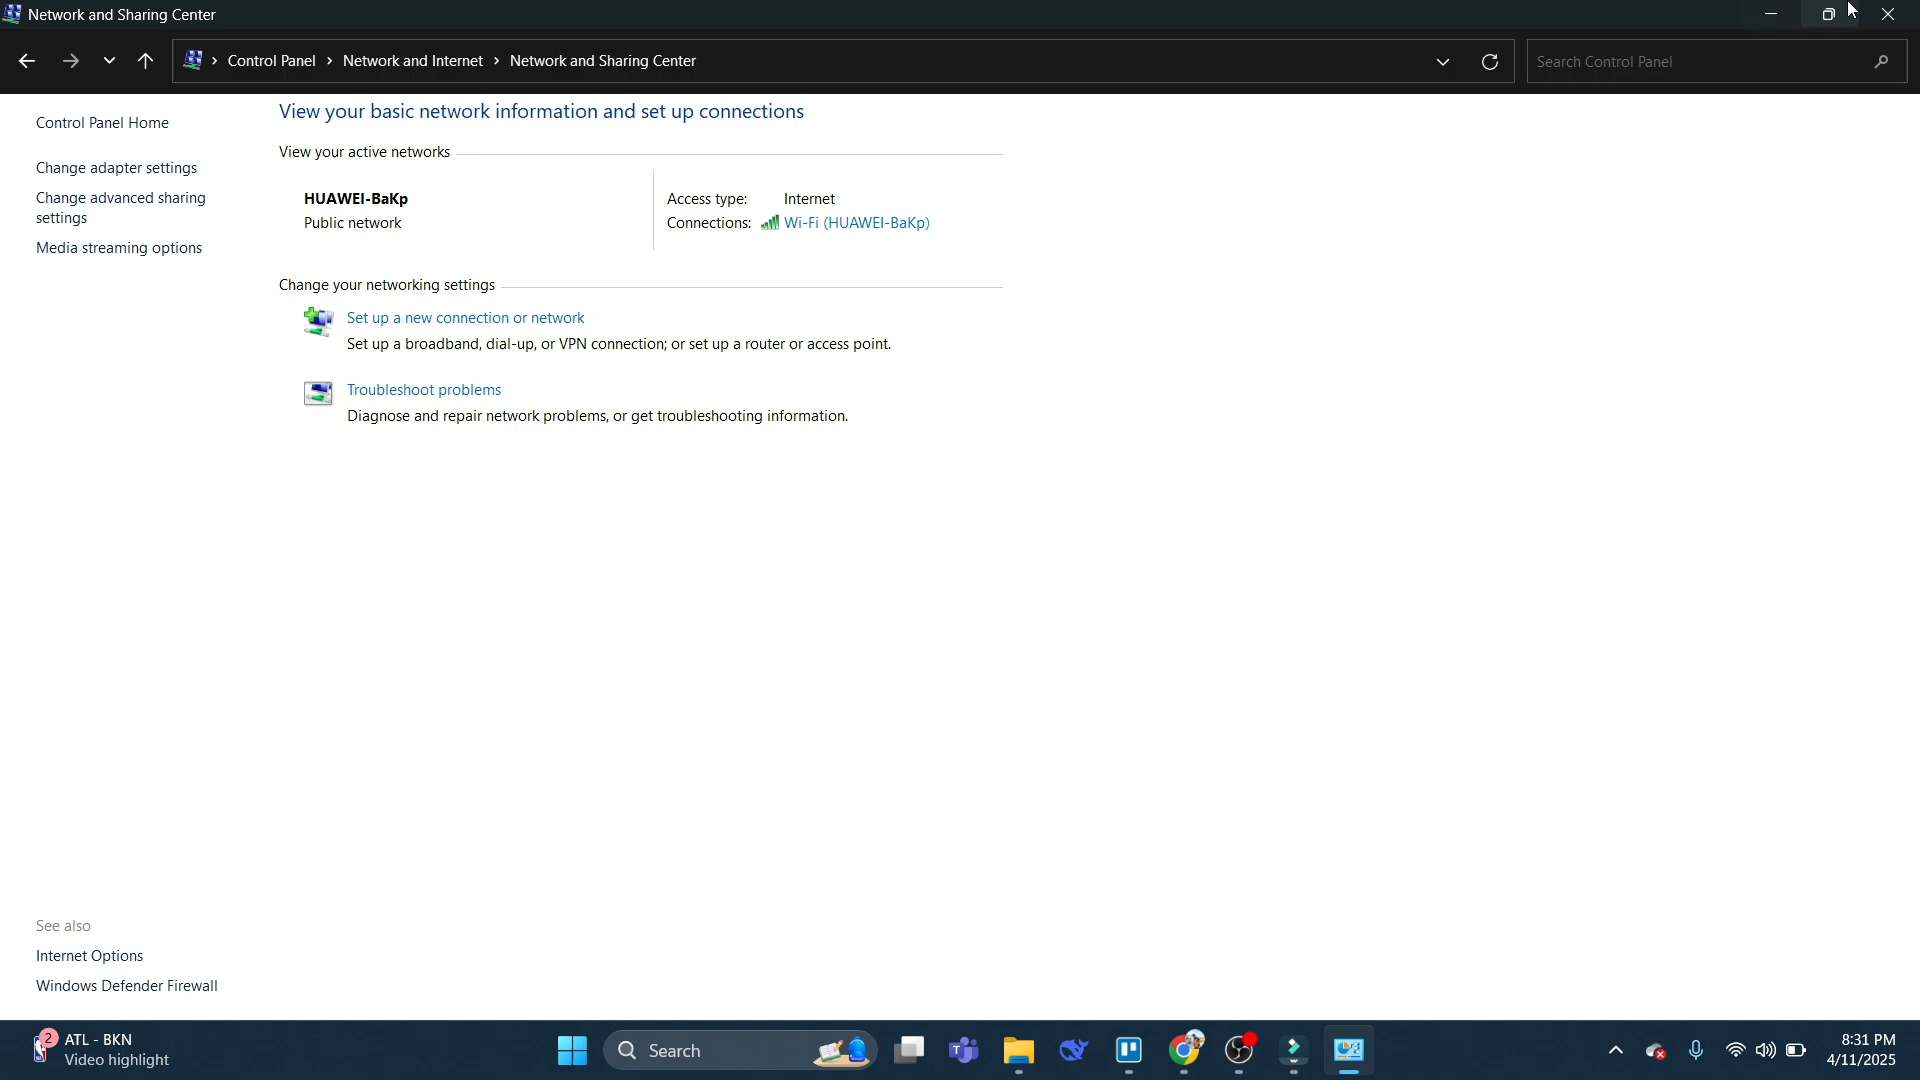 Network and Sharing Center
Control Panel > Network and Internet > Network and Sharing Center
Search Control Panel
Control Panel Home
Change adapter settings
Change advanced sharing
settings
Media streaming options
View your basic network information and set up connections
View your active networks
HUAWEI-BaKp
Public network
Access type: Internet
Connections: Wi-Fi (HUAWEI-BaKp)
Change your networking settings
Set up a new connection or network
Set up a broadband, dial-up, or VPN connection; or set up a router or access point.
Troubleshoot problems
Diagnose and repair network problems, or get troubleshooting information.
See also
Internet Options
Windows Defender Firewall
2
ATL - BKN
Video highlight
Search
8:31 PM
4/11/2025